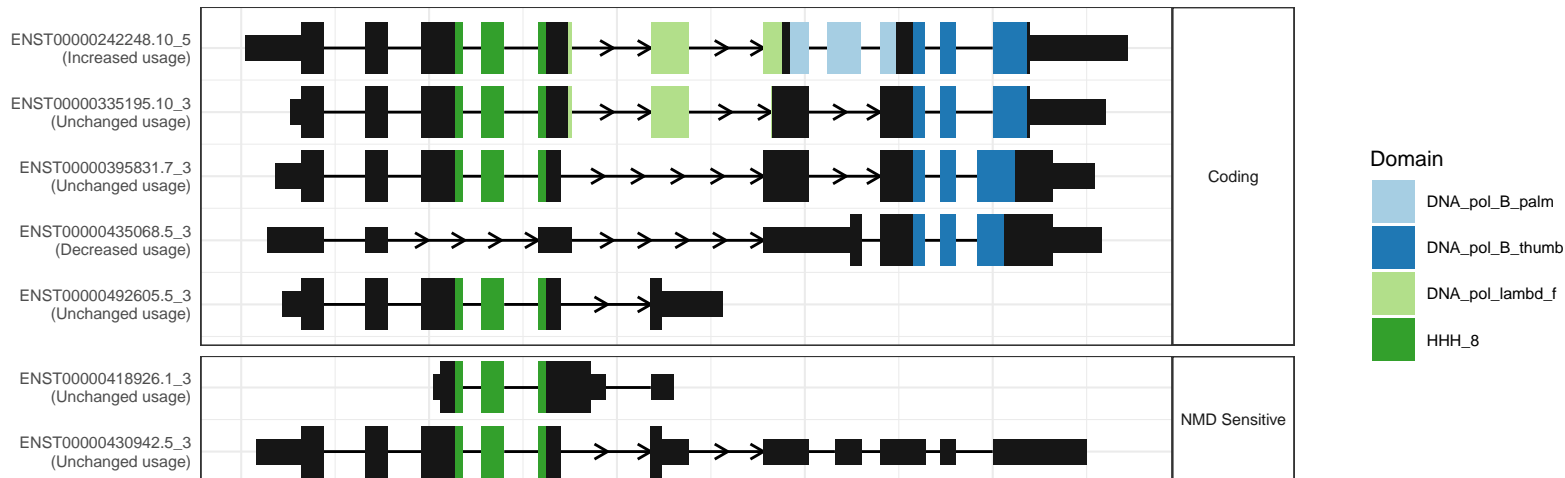 ENST00000242248.10_5
(Increased usage)
ENST00000335195.10_3
(Unchanged usage)
ENST00000395831.7_3
(Unchanged usage)
ENST00000435068.5_3
(Decreased usage)
ENST00000492605.5_3
(Unchanged usage)
Coding
ENST00000418926.1_3
(Unchanged usage)
ENST00000430942.5_3
(Unchanged usage)
NMD Sensitive
Domain
DNA_pol_B_palm
DNA_pol_B_thumb
DNA_pol_lambd_f
HHH_8